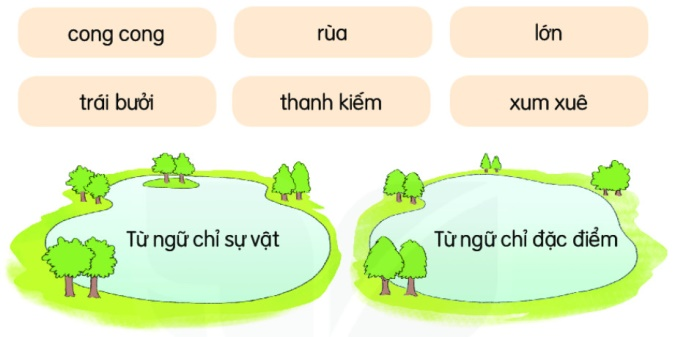 cong cong
rùa
lớn
trái bưởi
thanh kiếm
xum xuê
Từ ngữ chỉ sự vật
Từ ngữ chỉ đặc điểm